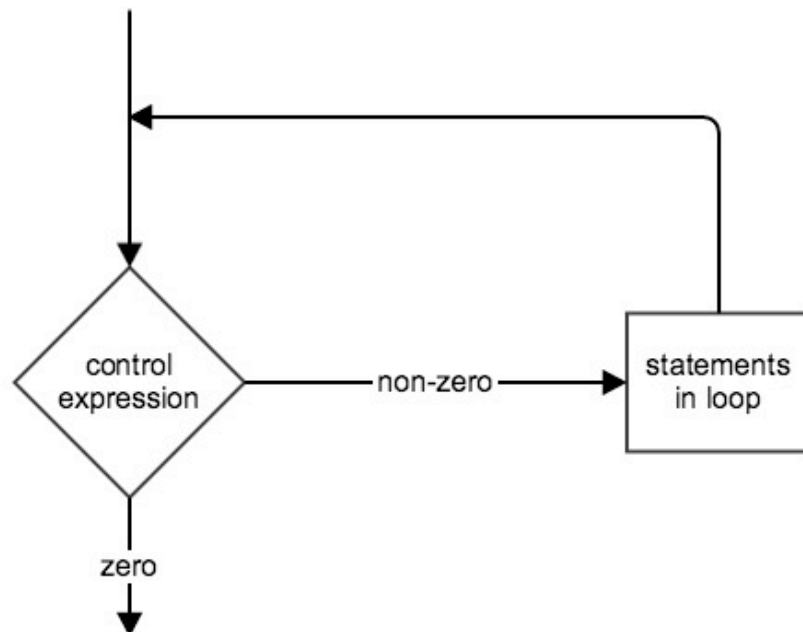 control
expression
non-zero
statements
in loop
zero